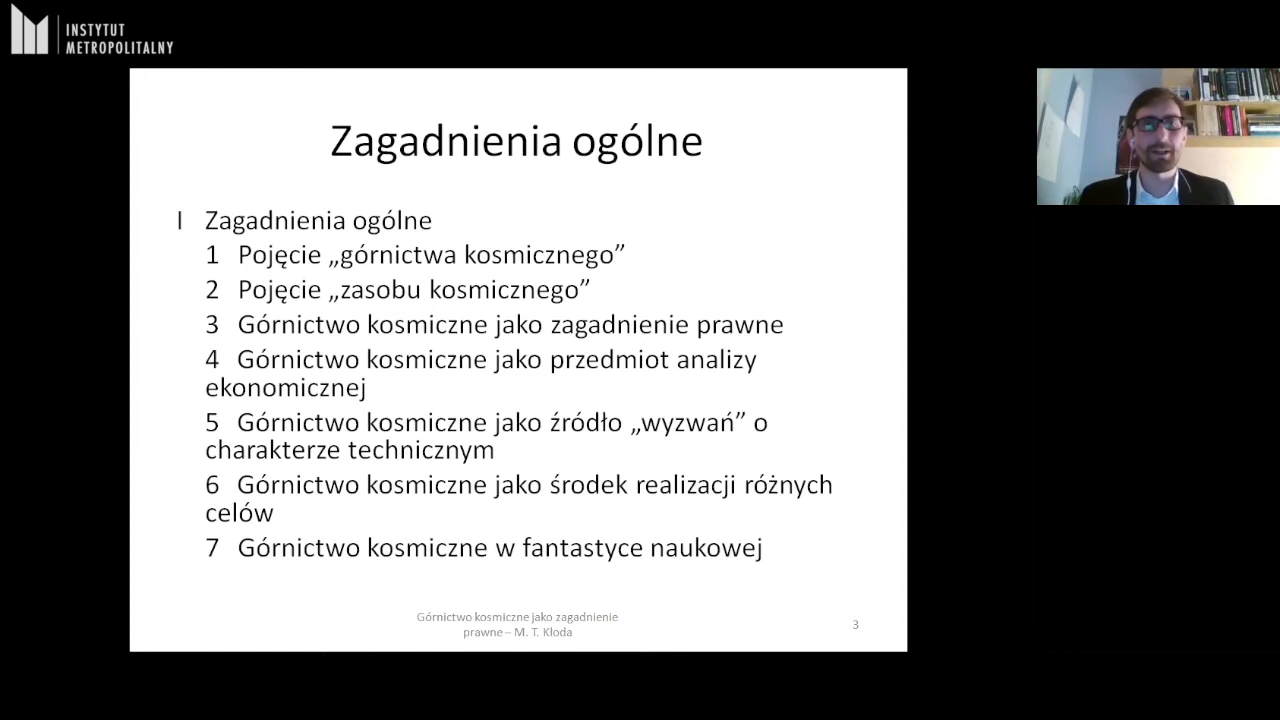 INSTYTUT
METROPOLITALNY
Zagadnienia ogólne
I Zagadnienia ogólne
1 Pojęcie „górnictwa kosmicznego”
2 Pojęcie „zasobu kosmicznego”
3 Górnictwo kosmiczne jako zagadnienie prawne
4 Górnictwo kosmiczne jako przedmiot analizy
ekonomicznej
5 Górnictwo kosmiczne jako źródło „wyzwań” o
charakterze technicznym
6 Górnictwo kosmiczne jako środek realizacji różnych
celów
7 Górnictwo kosmiczne w fantastyce naukowej
Górnictwo kosmiczne jako zagadnienie
prawne – M. T. Kłoda
3